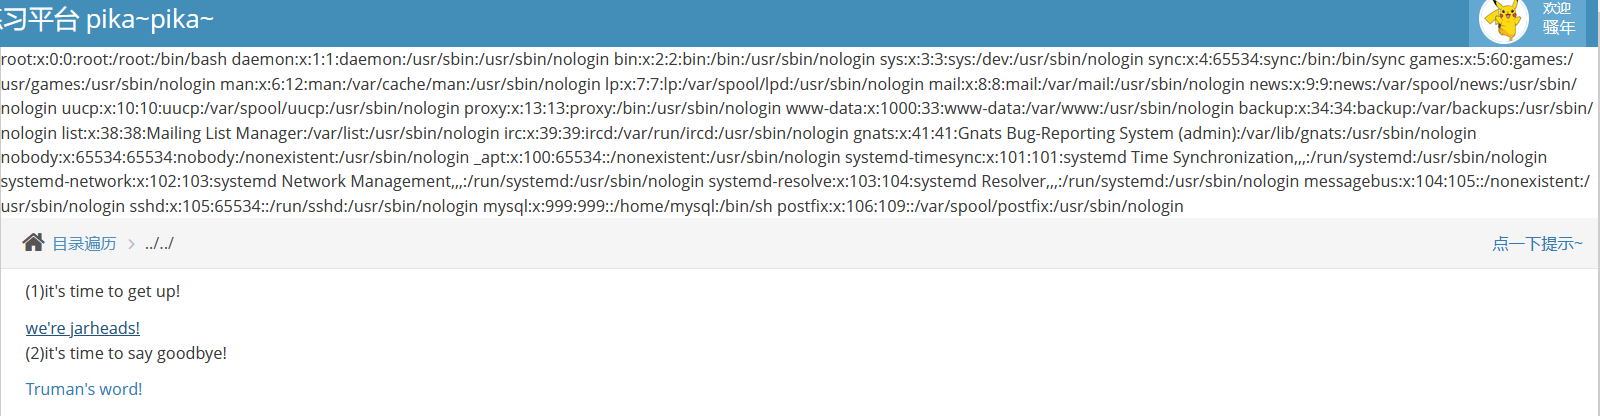 习平台 pika~pika~
欢迎
骚年
root:x:0:0:root:/root:/bin/bash daemon:x:1:1:daemon:/usr/sbin:/usr/sbin/nologin bin:x:2:2:bin:/bin:/usr/sbin/nologin sys:x:3:3:sys:/dev:/usr/sbin/nologin sync:x:4:65534:sync:/bin:/bin/sync games:x:5:60:games:/
usr/games:/usr/sbin/nologin man:x:6:12:man:/var/cache/man:/usr/sbin/nologin lp:x:7:7:lp:/var/spool/lpd:/usr/sbin/nologin mail:x:8:8:mail:/var/mail:/usr/sbin/nologin news:x:9:9:news:/var/spool/news:/usr/sbin/
nologin uucp:x:10:10:uucp:/var/spool/uucp:/usr/sbin/nologin proxy:x:13:13:proxy:/bin:/usr/sbin/nologin www-data:x:1000:33:www-data:/var/www:/usr/sbin/nologin backup:x:34:34:backup:/var/backups:/usr/sbin/
nologin list:x:38:38:Mailing List Manager:/var/list:/usr/sbin/nologin irc:x:39:39:ircd:/var/run/ircd:/usr/sbin/nologin gnats:x:41:41:Gnats Bug-Reporting System (admin):/var/lib/gnats:/usr/sbin/nologin
nobody:x:65534:65534:nobody:/nonexistent:/usr/sbin/nologin _apt:x:100:65534::/nonexistent:/usr/sbin/nologin systemd-timesync:x:101:101:systemd Time Synchronization,,,:/run/systemd:/usr/sbin/nologin
systemd-network:x:102:103:systemd Network Management,,,:/run/systemd:/usr/sbin/nologin systemd-resolve:x:103:104:systemd Resolver,,,:/run/systemd:/usr/sbin/nologin messagebus:x:104:105::/nonexistent:/
usr/sbin/nologin sshd:x:105:65534::/run/sshd:/usr/sbin/nologin mysql:x:999:999::/home/mysql:/bin/sh postfix:x:106:109::/var/spool/postfix:/usr/sbin/nologin
目录遍历 > ../../
点一下提示~
(1)it's time to get up!
we're jarheads!
(2)it's time to say goodbye!
Truman's word!